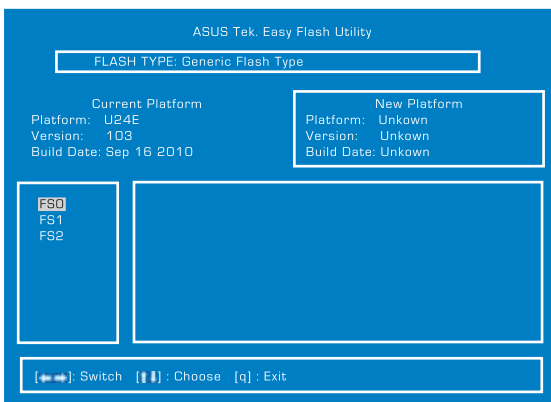 ASUS Tek. Easy Flash Utility
FLASH TYPE: Generic Flash Type
Current Platform
Platform: U24E
Version: 103
Build Date: Sep 16 2010
New Platform
Platform: Unkown
Version: Unkown
Build Date: Unkown
FS0
FS1
FS2
[←→]: Switch [↑↓] : Choose [q] : Exit